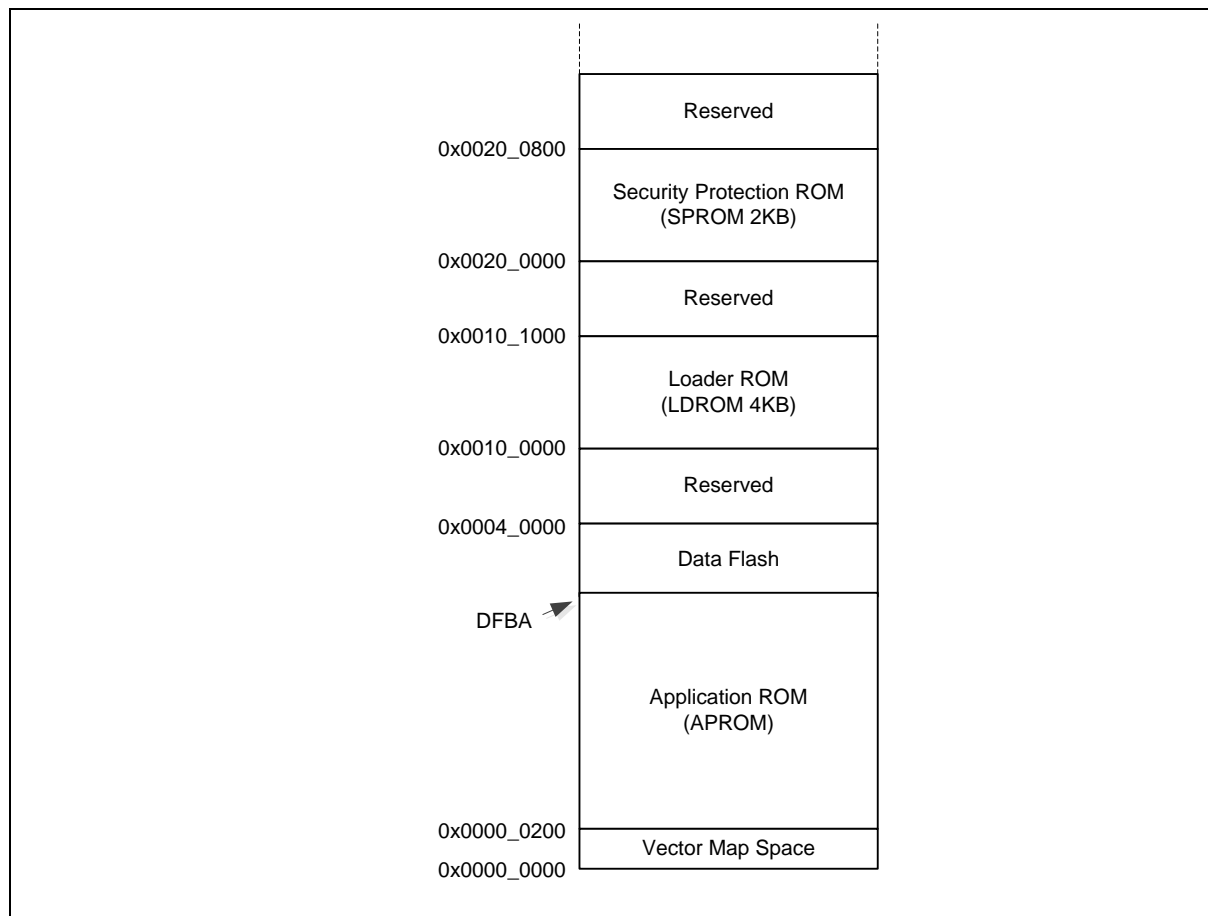 Reserved
0x0020_0800
Security Protection ROM
(SPROM 2KB)
0x0020_0000
Reserved
0x0010_1000
Loader ROM
(LDROM 4KB)
0x0010_0000
Reserved
0x0004_0000
Data Flash
DFBA
Application ROM
(APROM)
0x0000_0200
Vector Map Space
0x0000_0000